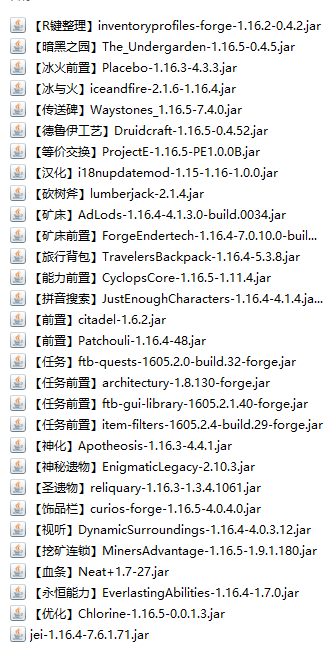 【R键整理】inventoryprofiles-forge-1.16.2-0.4.2.jar
【暗黑之园】The_Undergarden-1.16.5-0.4.5.jar
【冰火前置】Placebo-1.16.3-4.3.3.jar
【冰与火】iceandfire-2.1.6-1.16.4.jar
【传送碑】Waystones_1.16.5-7.4.0.jar
【德鲁伊工艺】Druidcraft-1.16.5-0.4.52.jar
【等价交换】ProjectE-1.16.5-PE1.0.0B.jar
【汉化】i18nupdatemod-1.15-1.16-1.0.0.jar
【砍树斧】lumberjack-2.1.4.jar
【矿床】AdLods-1.16.4-4.1.3.0-build.0034.jar
【矿床前置】ForgeEndertech-1.16.4-7.0.10.0-buil...
【旅行背包】TravelersBackpack-1.16.4-5.3.8.jar
【能力前置】CyclopsCore-1.16.5-1.11.4.jar
【拼音搜索】JustEnoughCharacters-1.16.4-4.1.4.ja...
【前置】citadel-1.6.2.jar
【前置】Patchouli-1.16.4-48.jar
【任务】ftb-quests-1605.2.0-build.32-forge.jar
【任务前置】architectury-1.8.130-forge.jar
【任务前置】ftb-gui-library-1605.2.1.40-forge.jar
【任务前置】item-filters-1605.2.4-build.29-forge.jar
【神化】Apotheosis-1.16.3-4.4.1.jar
【神秘遗物】EnigmaticLegacy-2.10.3.jar
【圣遗物】reliquary-1.16.3-1.3.4.1061.jar
【饰品栏】curios-forge-1.16.5-4.0.4.0.jar
【视听】DynamicSurroundings-1.16.4-4.0.3.12.jar
【挖矿连锁】MinersAdvantage-1.16.5-1.9.1.180.jar
【血条】Neat+1.7-27.jar
【永恒能力】EverlastingAbilities-1.16.4-1.7.0.jar
【优化】Chlorine-1.16.5-0.0.1.3.jar
jei-1.16.4-7.6.1.71.jar